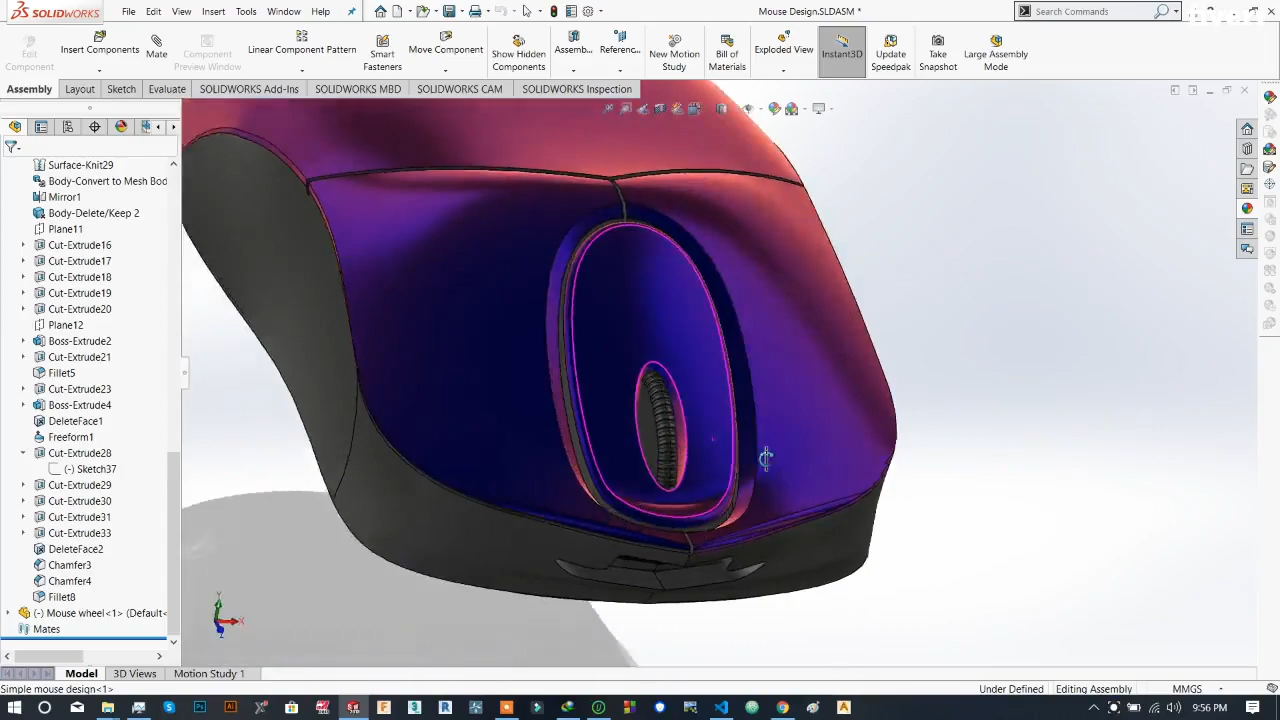 SOLIDWORKS
File Edit View Insert Tools Window
Mouse Design.SLDASM *
Search Commands
Edit Component
Insert Components
Mate
Component Preview Window
Linear Component Pattern
Smart Fasteners
Move Component
Show Hidden Components
Assemb...
Referenc...
New Motion Study
Bill of Materials
Exploded View
Instant3D
Update Speedpak
Take Snapshot
Large Assembly Mode
Assembly Layout Sketch Evaluate SOLIDWORKS Add-Ins SOLIDWORKS MBD SOLIDWORKS CAM SOLIDWORKS Inspection
Surface-Knit29
Body-Convert to Mesh Bod
Mirror1
Body-Delete/Keep 2
Plane11
Cut-Extrude16
Cut-Extrude17
Cut-Extrude18
Cut-Extrude19
Cut-Extrude20
Plane12
Boss-Extrude2
Cut-Extrude21
Fillet5
Cut-Extrude23
Boss-Extrude4
DeleteFace1
Freeform1
Cut-Extrude28
(-) Sketch37
Cut-Extrude29
Cut-Extrude30
Cut-Extrude31
Cut-Extrude33
DeleteFace2
Chamfer3
Chamfer4
Fillet8
(-) Mouse wheel<1> (Default<
Mates
Y
X
Z
Model 3D Views Motion Study 1
Simple mouse design<1>
Under Defined Editing Assembly MMGS
9:56 PM